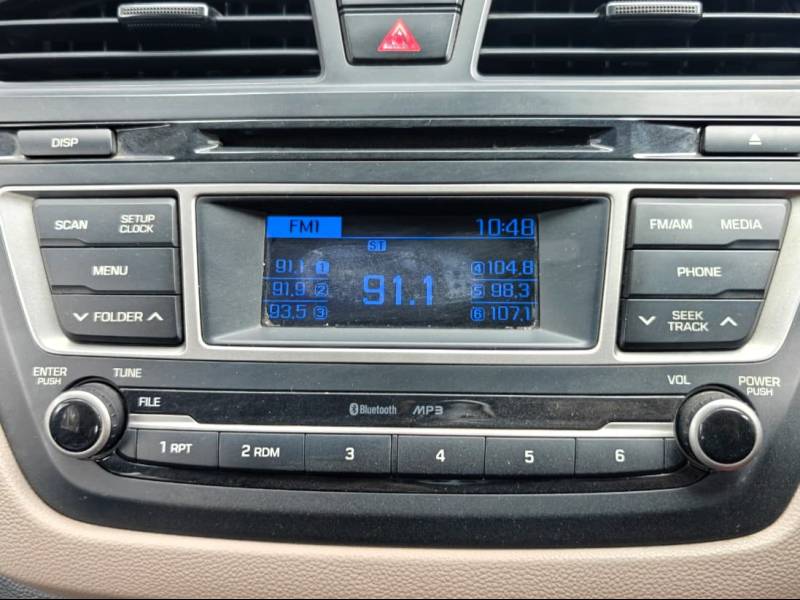 DISP
SCAN
SETUP
CLOCK
MENU
FOLDER
FM1
10:48
ST
91.1 1
91.9 2
93.5 3
91.1
4 104.8
5 98.3
6 107.1
FM/AM
MEDIA
PHONE
SEEK
TRACK
ENTER
PUSH
TUNE
FILE
Bluetooth
MP3
VOL
POWER
PUSH
1 RPT
2 RDM
3
4
5
6